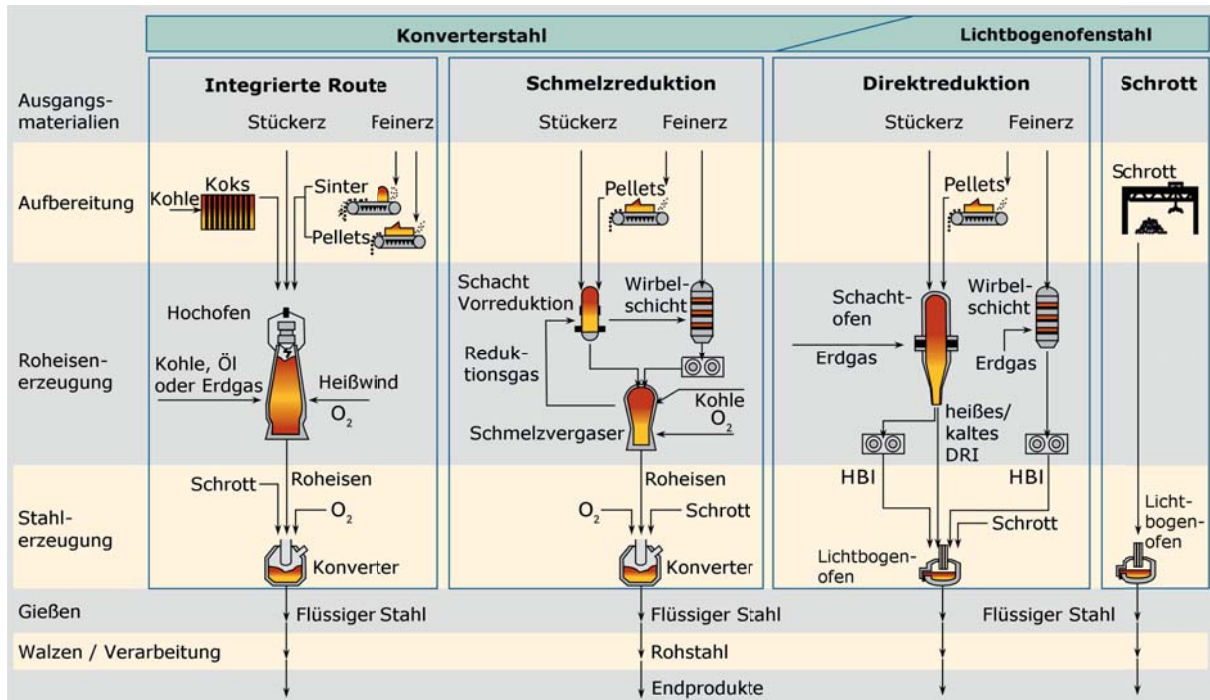 Konverterstahl
Lichtbogenofenstahl
Ausgangs-
materialien
Integrierte Route
Stückerz
Feinerz
Schmelzreduktion
Stückerz
Feinerz
Direktreduktion
Stückerz
Feinerz
Schrott
Aufbereitung
Kohle
Koks
Sinter
Pellets
Pellets
Pellets
Schrott
Roheisen-
erzeugung
Hochofen
Kohle, Öl
oder Erdgas
Heißwind
O2
Schacht
Vorreduktion
Wirbel-
schicht
Reduk-
tionsgas
Kohle
O2
Schmelzvergaser
Schacht-
ofen
Erdgas
Wirbel-
schicht
Erdgas
heißes/
kaltes
DRI
HBI
HBI
Stahl-
erzeugung
Roheisen
Schrott
O2
Konverter
Roheisen
O2
Schrott
Konverter
Schrott
Lichtbogen-
ofen
Licht-
bogen-
ofen
Gießen
Flüssiger Stahl
Flüssiger Stahl
Flüssiger Stahl
Walzen / Verarbeitung
Rohstahl
Endprodukte